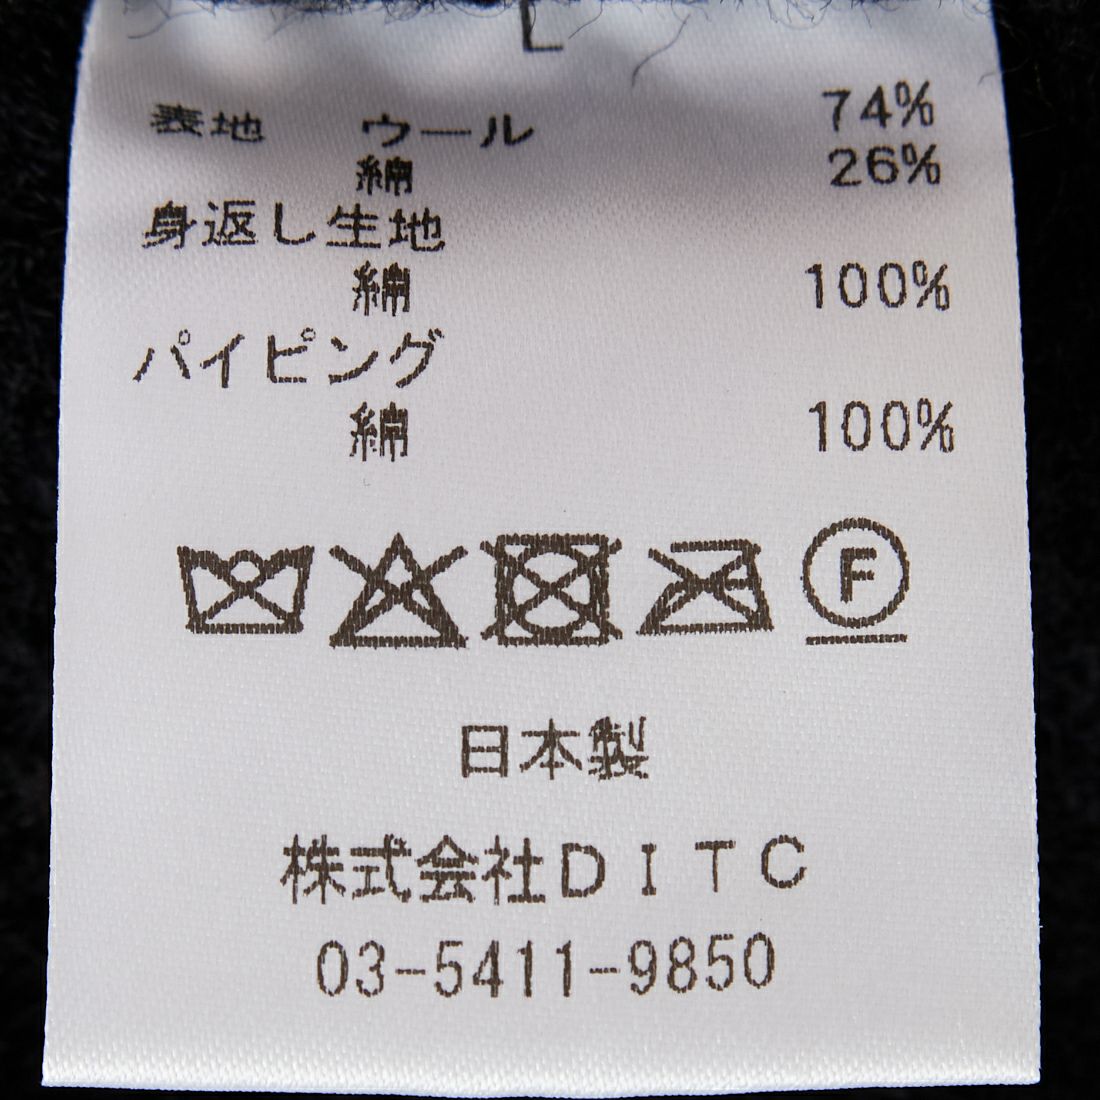 L
表地 ウール 74%
綿 26%
身返し生地
綿 100%
パイピング
綿 100%
F
日本製
株式会社DITC
03-5411-9850